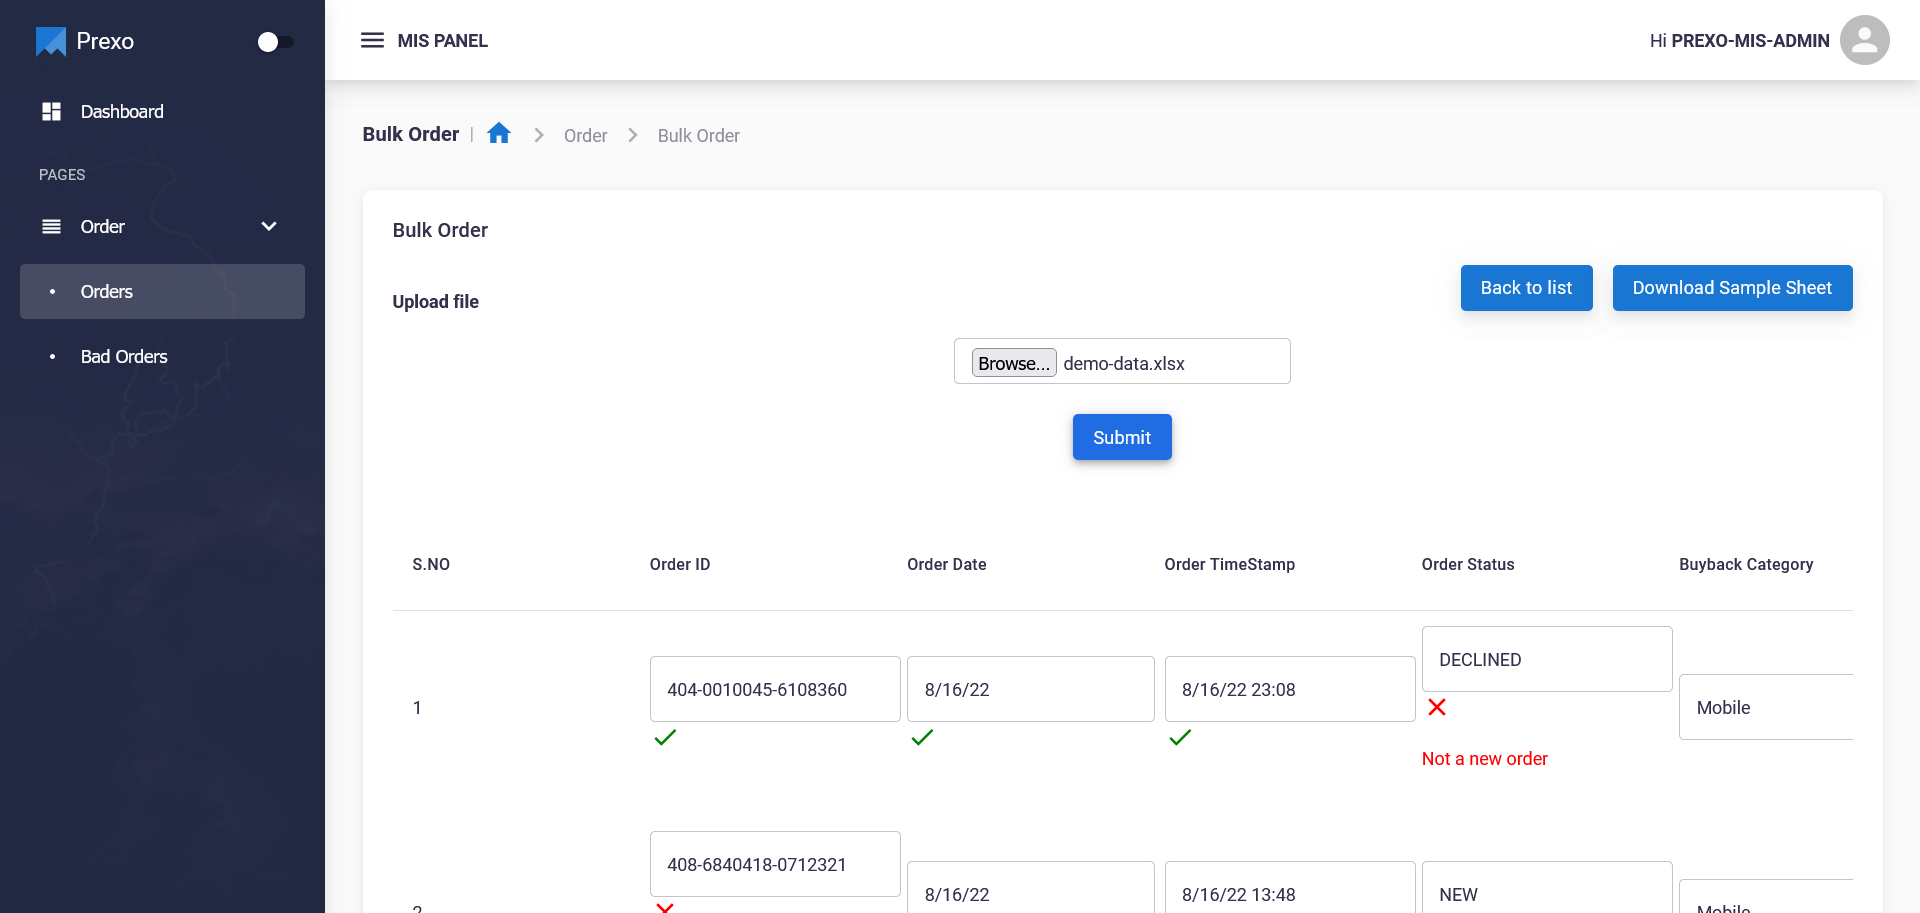 Prexo
MIS PANEL
Hi PREXO-MIS-ADMIN
Dashboard
PAGES
Order
Orders
Bad Orders
Bulk Order | Order Bulk Order
Bulk Order
Upload file
Back to list
Download Sample Sheet
Browse... demo-data.xlsx
Submit
S.NO Order ID Order Date Order TimeStamp Order Status Buyback Category
1 404-0010045-6108360 8/16/22 8/16/22 23:08 DECLINED Mobile
Not a new order
2 408-6840418-0712321 8/16/22 8/16/22 13:48 NEW Mobile